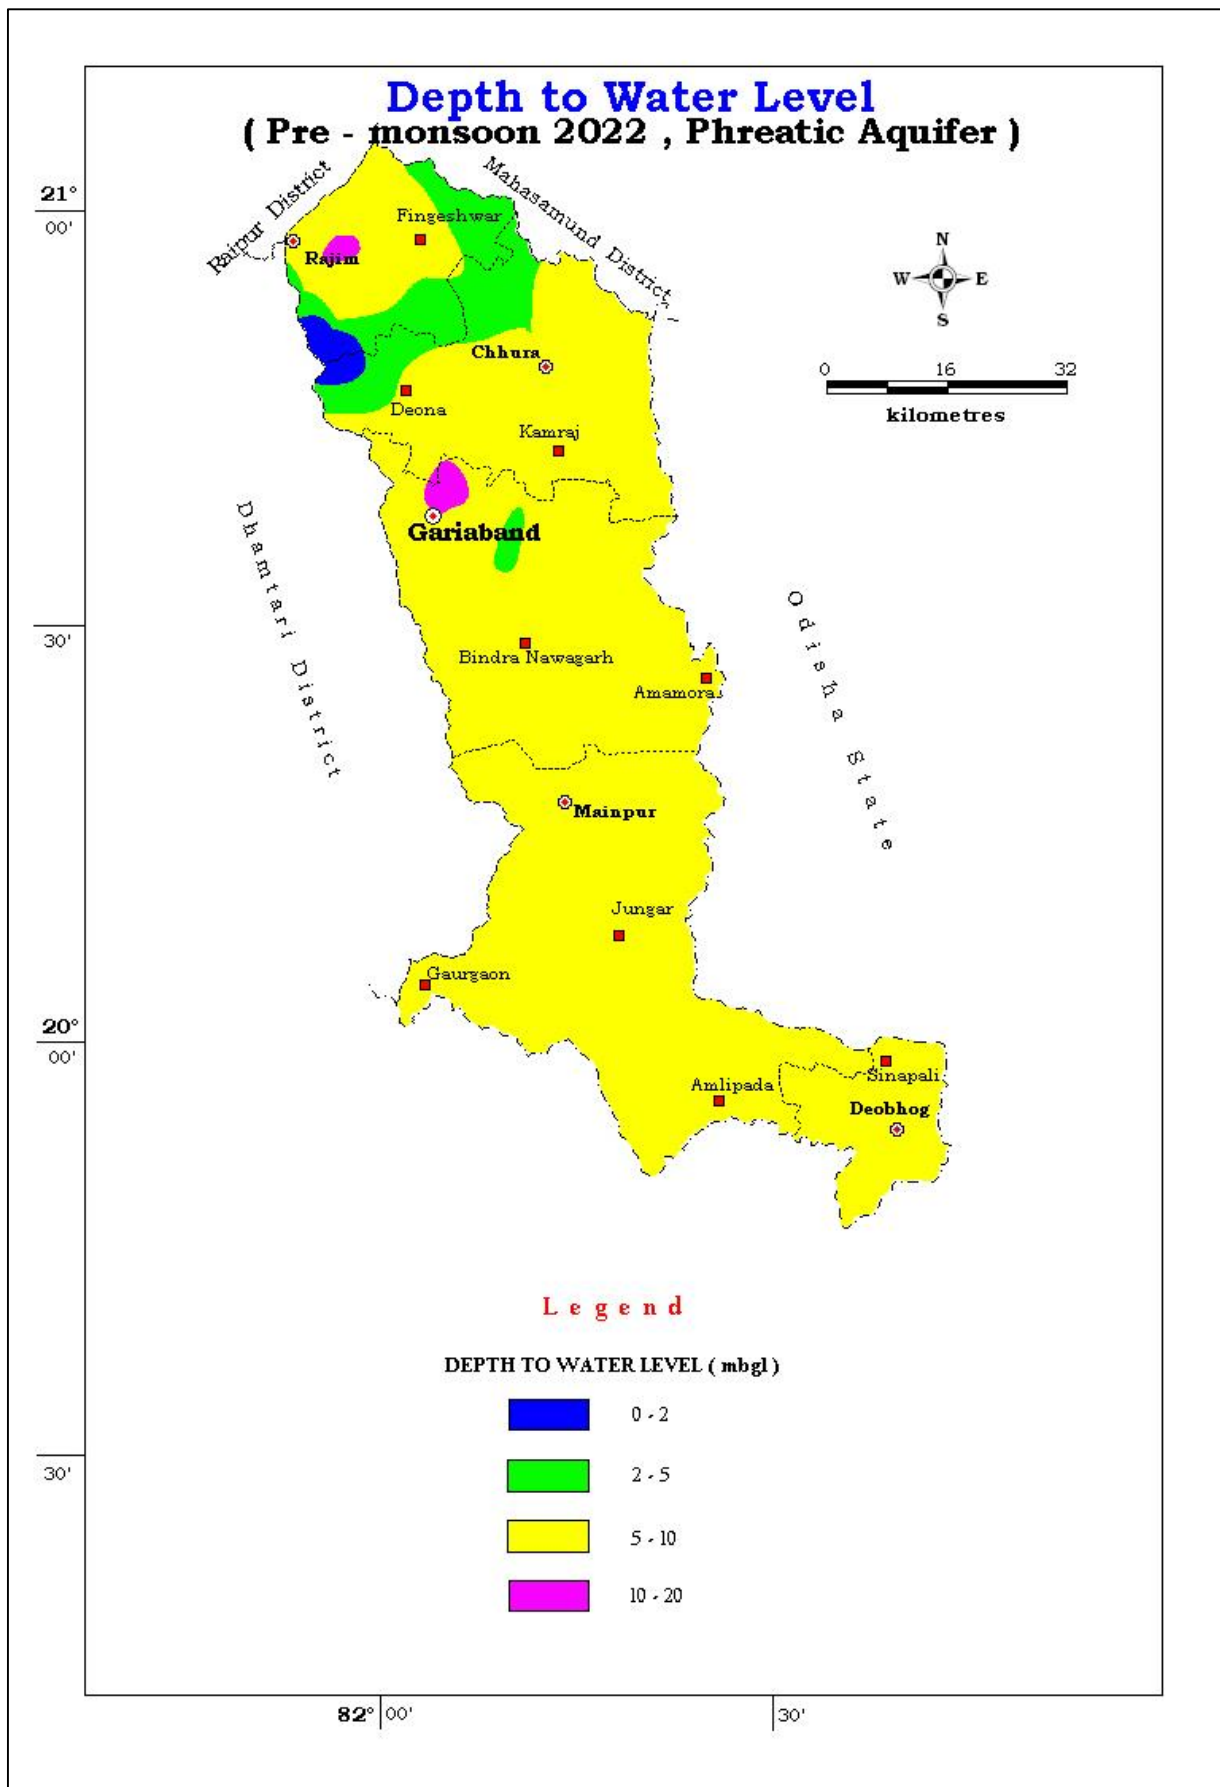 Depth to Water Level
( Pre - monsoon 2022 , Phreatic Aquifer )
Raipur District
Mahasamund District
21°
00'
Fingeshwar
Rajim
N
W E
S
Chhura
0 16 32
kilometres
Deona
Kamraj
Gariaband
Dhamtari District
Odisha State
30'
Bindra Nawagarh
Amamora
Mainpur
Jungar
Gaurgaon
20°
00'
Sinapali
Amlipada
Deobhog
Legend
DEPTH TO WATER LEVEL ( mbgl )
0 - 2
30'
2 - 5
5 - 10
10 - 20
82° 00' 30'